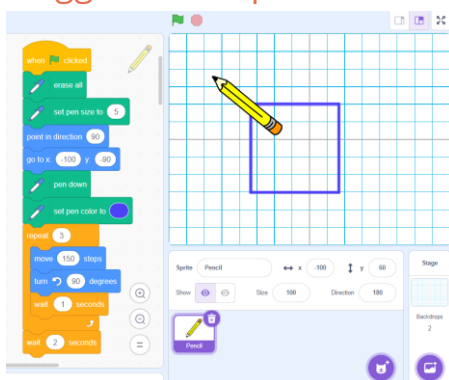 when clicked
erase all
set pen size to 5
point in direction 90
go to x: -100 y: -90
pen down
set pen color to
repeat 3
move 150 steps
turn 90 degrees
wait 1 seconds
wait 2 seconds
Sprite Pencil x -100 y 60
Show Size 100 Direction 180
Pencil
Stage
Backdrops
2